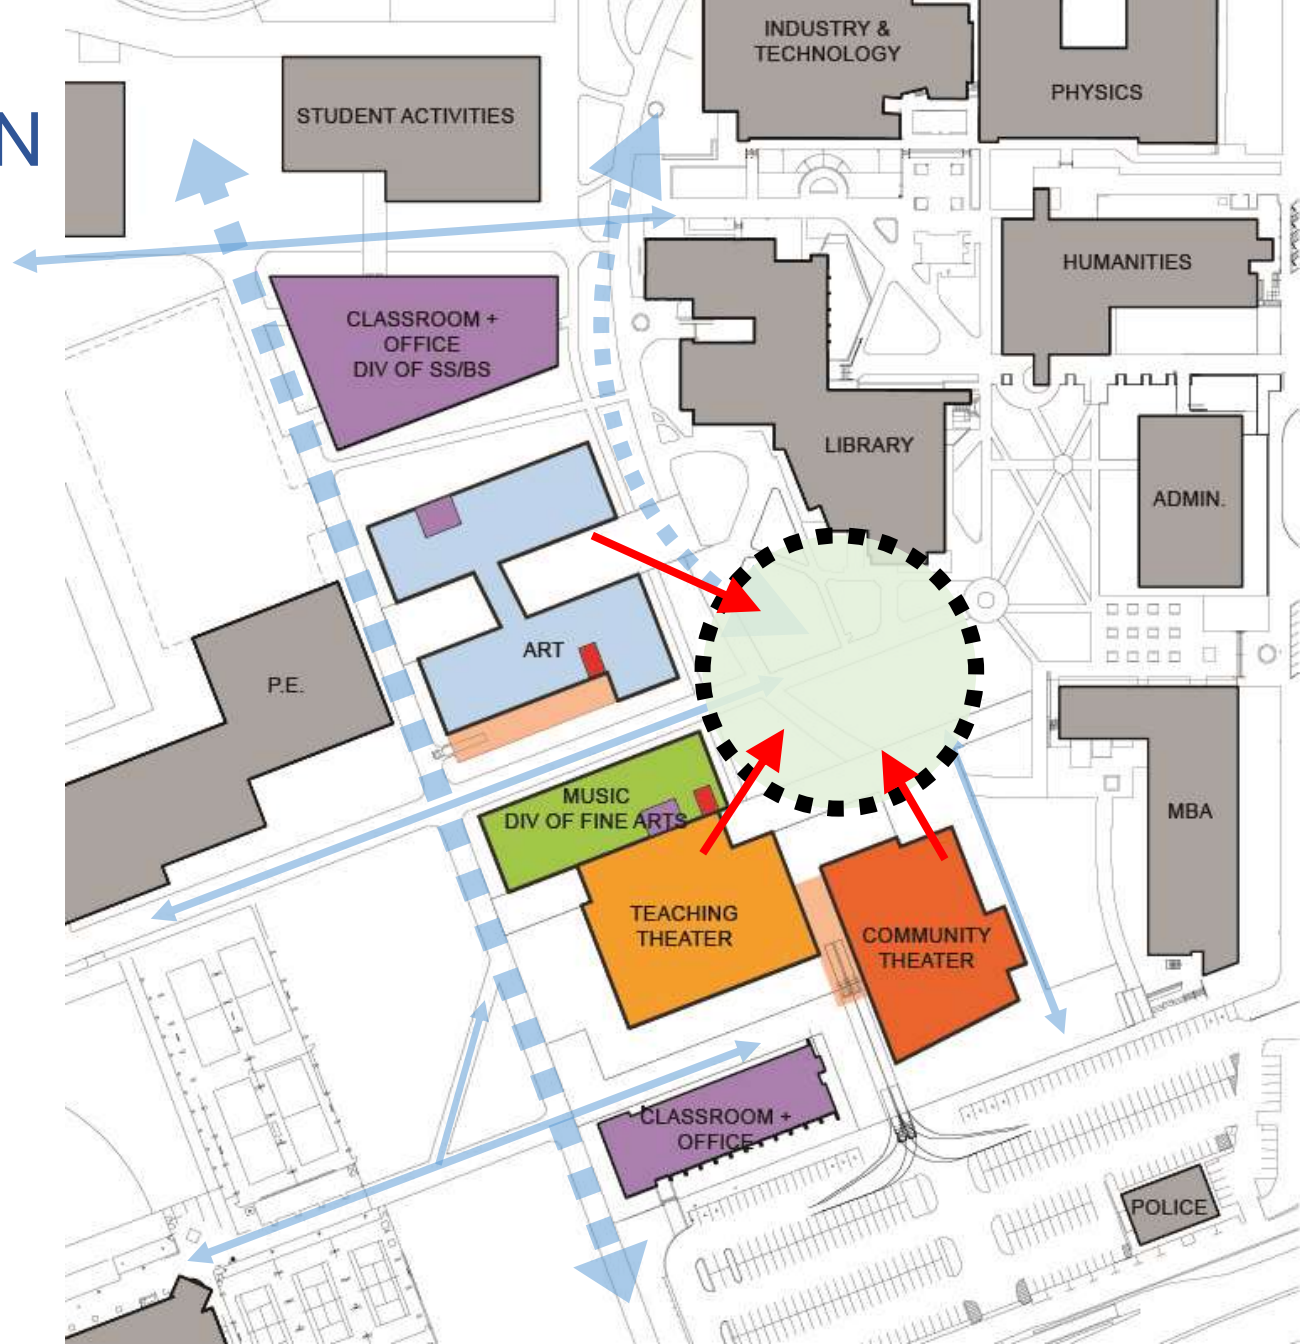 INDUSTRY &
TECHNOLOGY
PHYSICS
STUDENT ACTIVITIES
N
HUMANITIES
CLASSROOM +
OFFICE
DIV OF SS/BS
LIBRARY
ADMIN.
ART
P.E.
MUSIC
DIV OF FINE ARTS
MBA
TEACHING
THEATER
COMMUNITY
THEATER
CLASSROOM +
OFFICE
POLICE